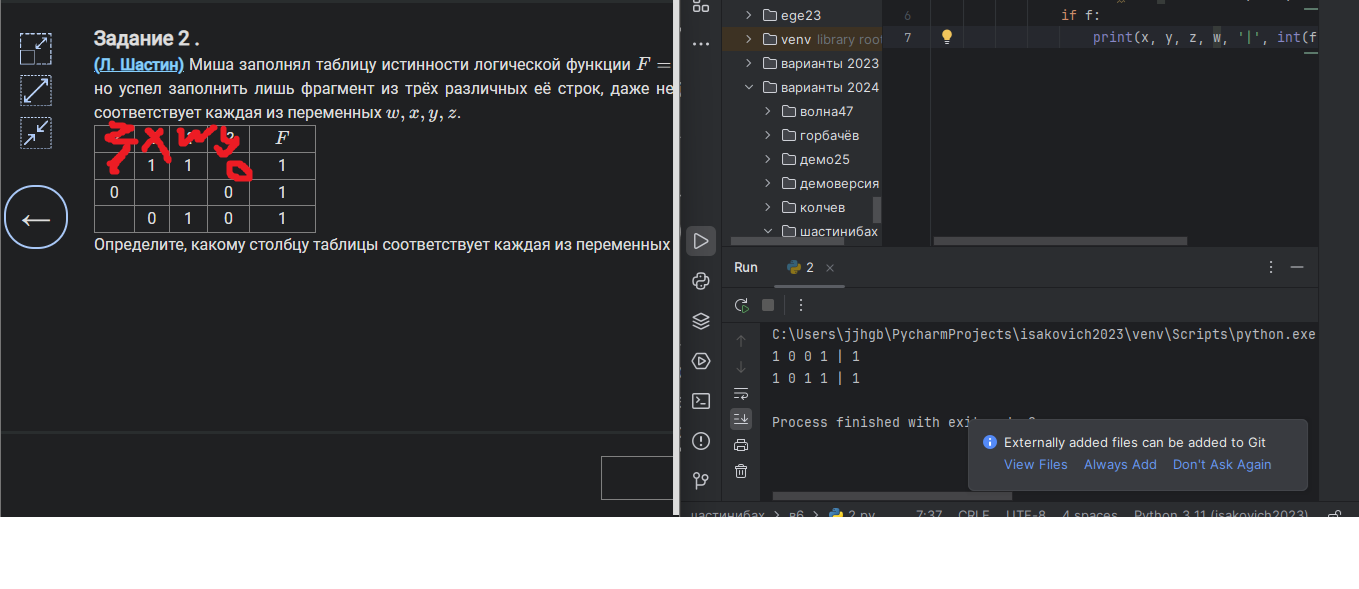 Задание 2 .
(Л. Шастин) Миша заполнял таблицу истинности логической функции F =
но успел заполнить лишь фрагмент из трёх различных её строк, даже не
соответствует каждая из переменных w, x, y, z.
z x w y F
1 1 1 0 1
0 0 1
0 1 0 1
Определите, какому столбцу таблицы соответствует каждая из переменных
ege23
venv library root
варианты 2023
варианты 2024
волна47
горбачёв
демо25
демоверсия
колчев
шастинибах
6 if f:
7 print(x, y, z, w, '|', int(f
Run 2
C:\Users\jjhgb\PycharmProjects\isakovich2023\venv\Scripts\python.exe
1 0 0 1 | 1
1 0 1 1 | 1
Process finished with exi
Externally added files can be added to Git
View Files Always Add Don't Ask Again
шастинибах > в6 > 2.py 7:37 CRLF UTF-8 4 spaces Python 3.11 (isakovich2023)